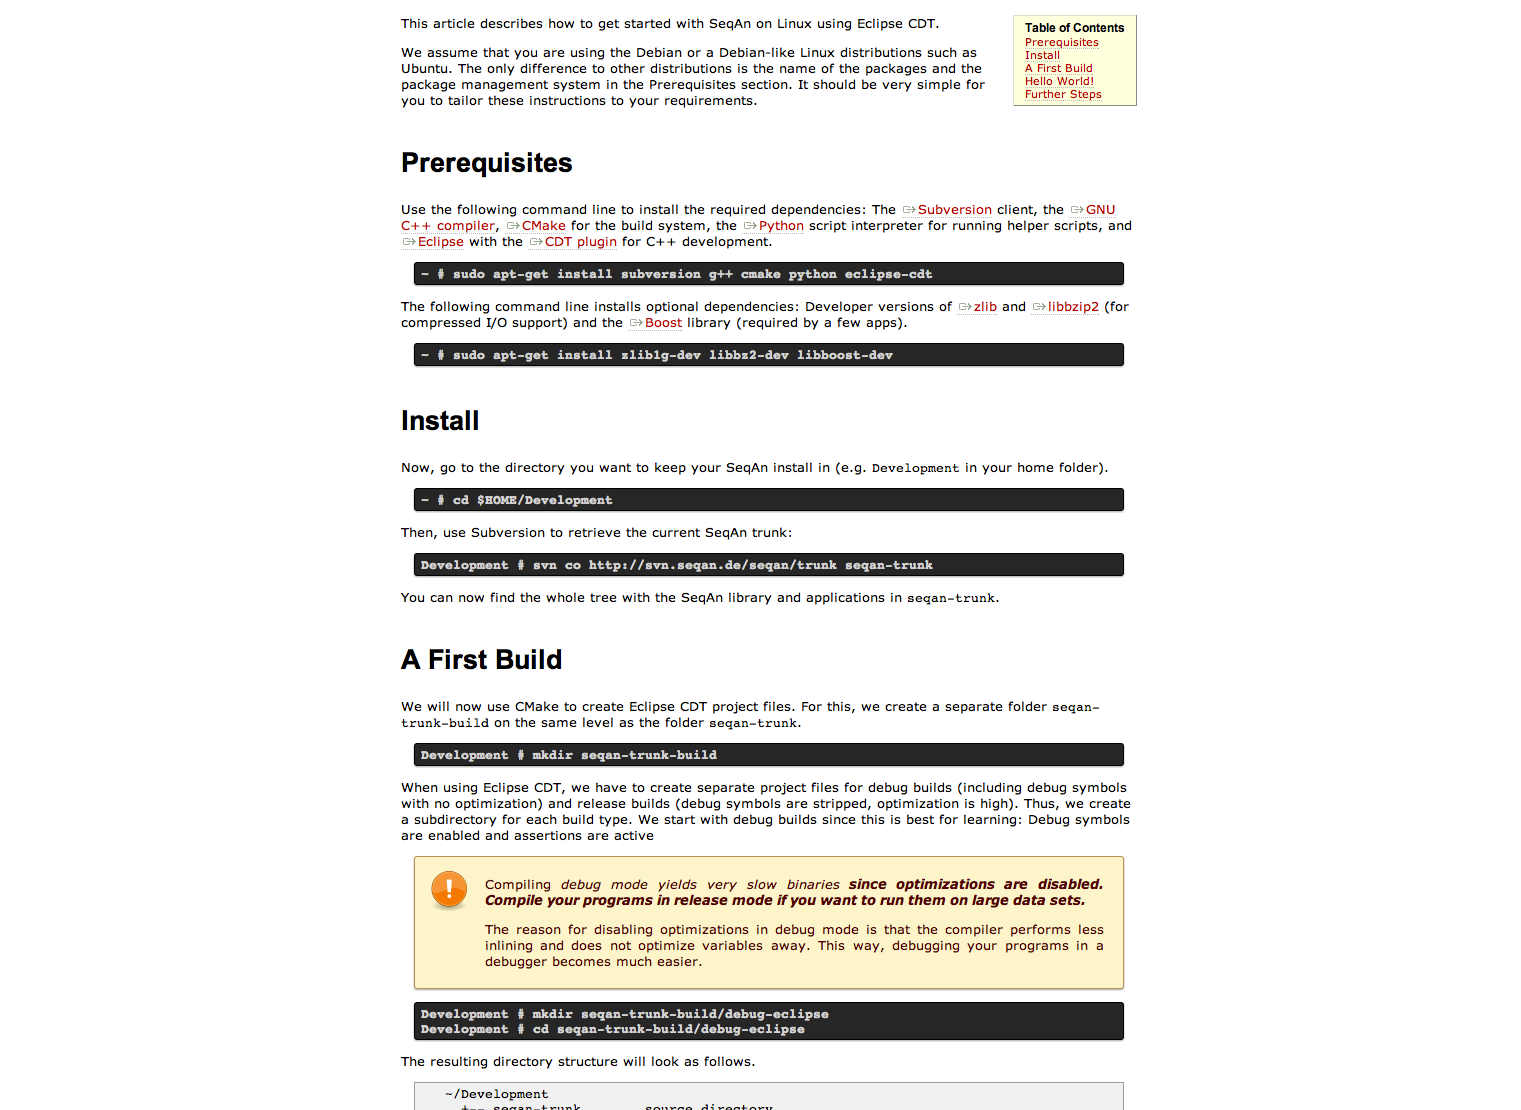 This article describes how to get started with SeqAn on Linux using Eclipse CDT.
We assume that you are using the Debian or a Debian-like Linux distributions such as
Ubuntu. The only difference to other distributions is the name of the packages and the
package management system in the Prerequisites section. It should be very simple for
you to tailor these instructions to your requirements.
Table of Contents
Prerequisites
Install
A First Build
Hello World!
Further Steps
Prerequisites
Use the following command line to install the required dependencies: The Subversion client, the GNU
C++ compiler, CMake for the build system, the Python script interpreter for running helper scripts, and
Eclipse with the CDT plugin for C++ development.
~ # sudo apt-get install subversion g++ cmake python eclipse-cdt
The following command line installs optional dependencies: Developer versions of zlib and libbzip2 (for
compressed I/O support) and the Boost library (required by a few apps).
~ # sudo apt-get install zlib1g-dev libbz2-dev libboost-dev
Install
Now, go to the directory you want to keep your SeqAn install in (e.g. Development in your home folder).
~ # cd $HOME/Development
Then, use Subversion to retrieve the current SeqAn trunk:
Development # svn co http://svn.seqan.de/seqan/trunk seqan-trunk
You can now find the whole tree with the SeqAn library and applications in seqan-trunk.
A First Build
We will now use CMake to create Eclipse CDT project files. For this, we create a separate folder seqan-
trunk-build on the same level as the folder seqan-trunk.
Development # mkdir seqan-trunk-build
When using Eclipse CDT, we have to create separate project files for debug builds (including debug symbols
with no optimization) and release builds (debug symbols are stripped, optimization is high). Thus, we create
a subdirectory for each build type. We start with debug builds since this is best for learning: Debug symbols
are enabled and assertions are active
Compiling debug mode yields very slow binaries since optimizations are disabled.
Compile your programs in release mode if you want to run them on large data sets.
The reason for disabling optimizations in debug mode is that the compiler performs less
inlining and does not optimize variables away. This way, debugging your programs in a
debugger becomes much easier.
Development # mkdir seqan-trunk-build/debug-eclipse
Development # cd seqan-trunk-build/debug-eclipse
The resulting directory structure will look as follows.
~/Development
+-- seqan-trunk source directory